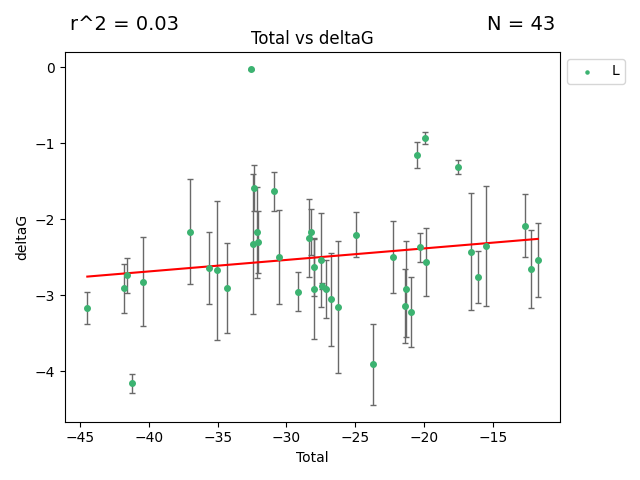 r^2 = 0.03
N = 43
Total vs deltaG
L
0
−1
−2
−3
−4
deltaG
−45
−40
−35
−30
−25
−20
−15
Total